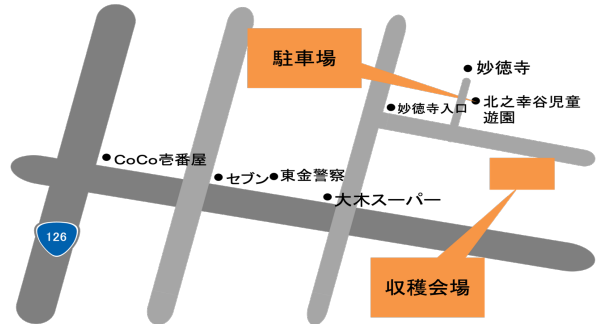 駐車場
妙徳寺
妙徳寺入口
北之幸谷児童
遊園
CoCo壱番屋
セブン
東金警察
大木スーパー
126
収穫会場